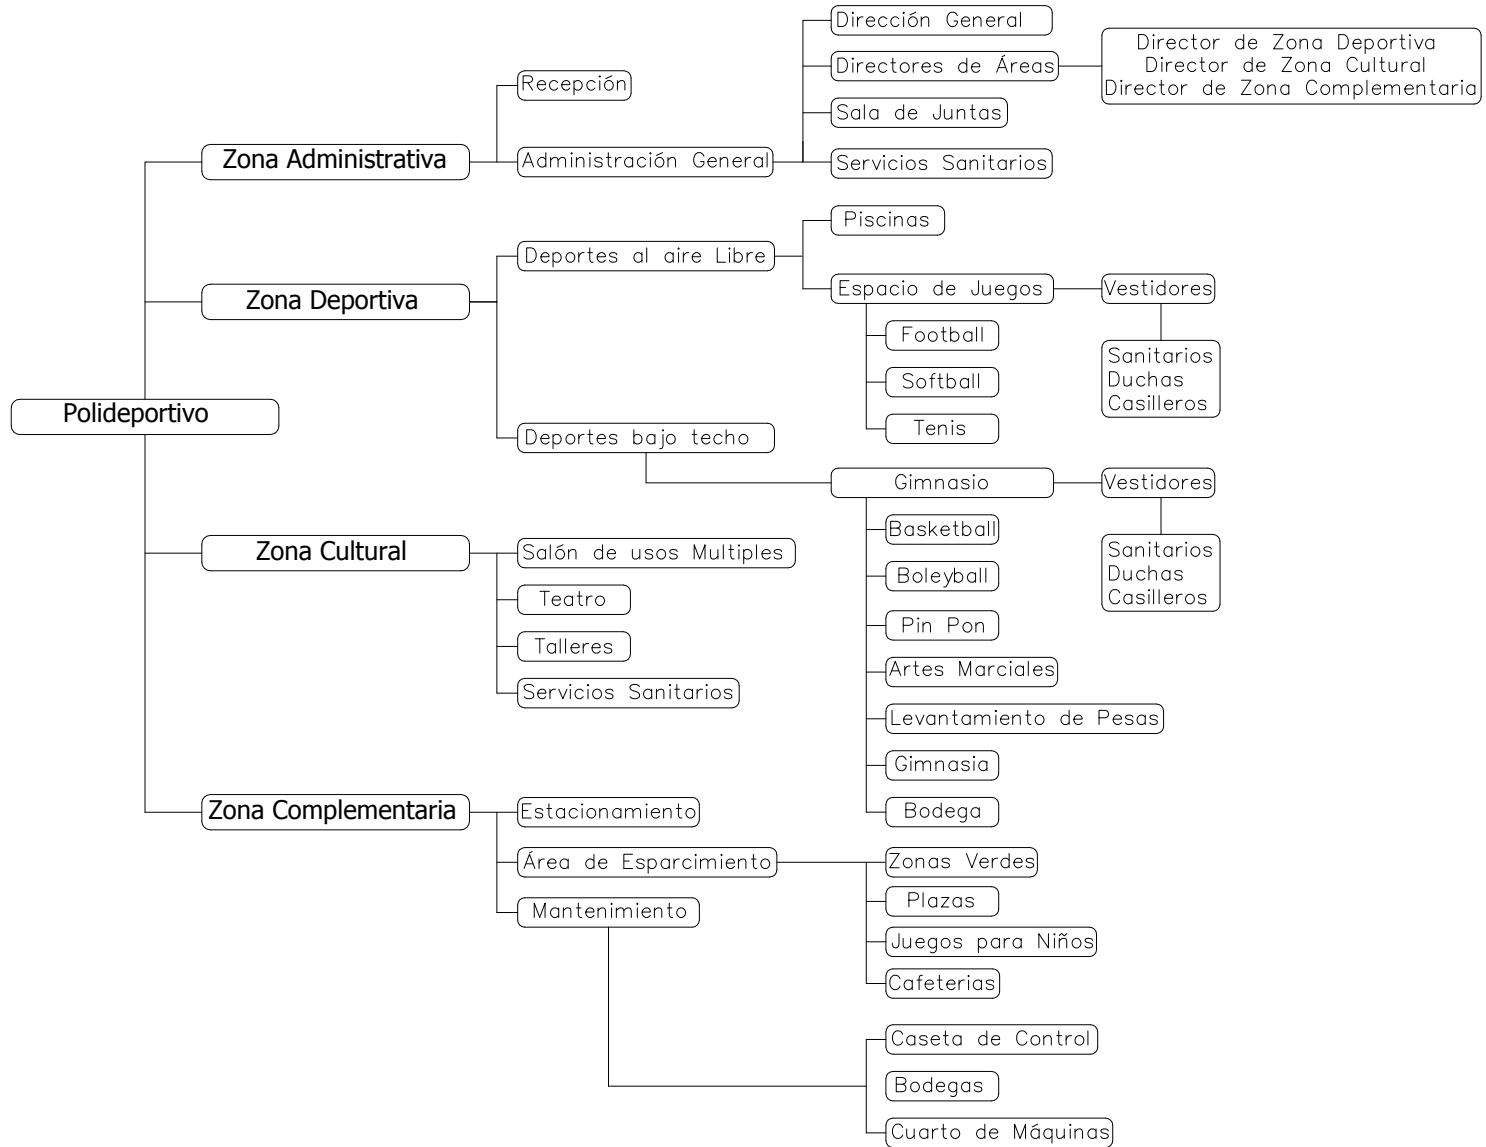 Dirección General
Directores de Áreas
Director de Zona Deportiva
Director de Zona Cultural
Director de Zona Complementaria
Recepción
Sala de Juntas
Zona Administrativa
Administración General
Servicios Sanitarios
Piscinas
Deportes al aire Libre
Zona Deportiva
Espacio de Juegos
Vestidores
Football
Softball
Tenis
Sanitarios
Duchas
Casilleros
Polideportivo
Deportes bajo techo
Gimnasio
Vestidores
Basketball
Boleyball
Pin Pon
Artes Marciales
Levantamiento de Pesas
Gimnasia
Bodega
Sanitarios
Duchas
Casilleros
Zona Cultural
Salón de usos Multiples
Teatro
Talleres
Servicios Sanitarios
Zona Complementaria
Estacionamiento
Área de Esparcimiento
Mantenimiento
Zonas Verdes
Plazas
Juegos para Niños
Cafeterias
Caseta de Control
Bodegas
Cuarto de Máquinas